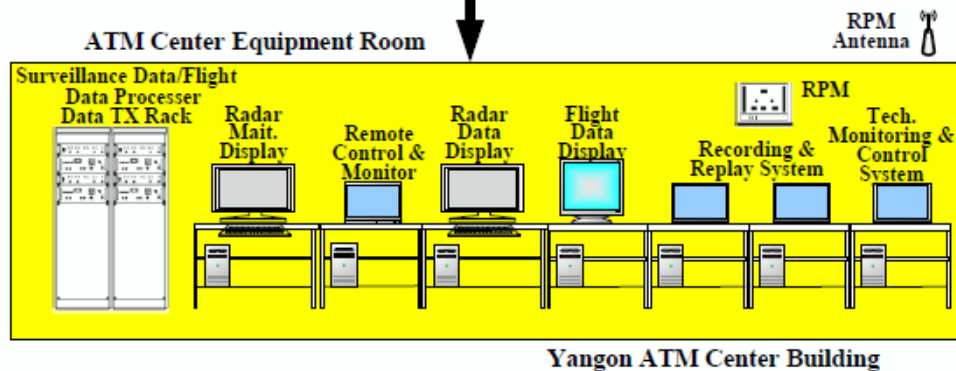 RPM
Antenna
ATM Center Equipment Room
Surveillance Data/Flight
Data Processer
Data TX Rack
Radar
Mait.
Display
Remote
Control &
Monitor
Radar
Data
Display
Flight
Data
Display
RPM
Recording &
Replay System
Tech.
Monitoring &
Control
System
Yangon ATM Center Building